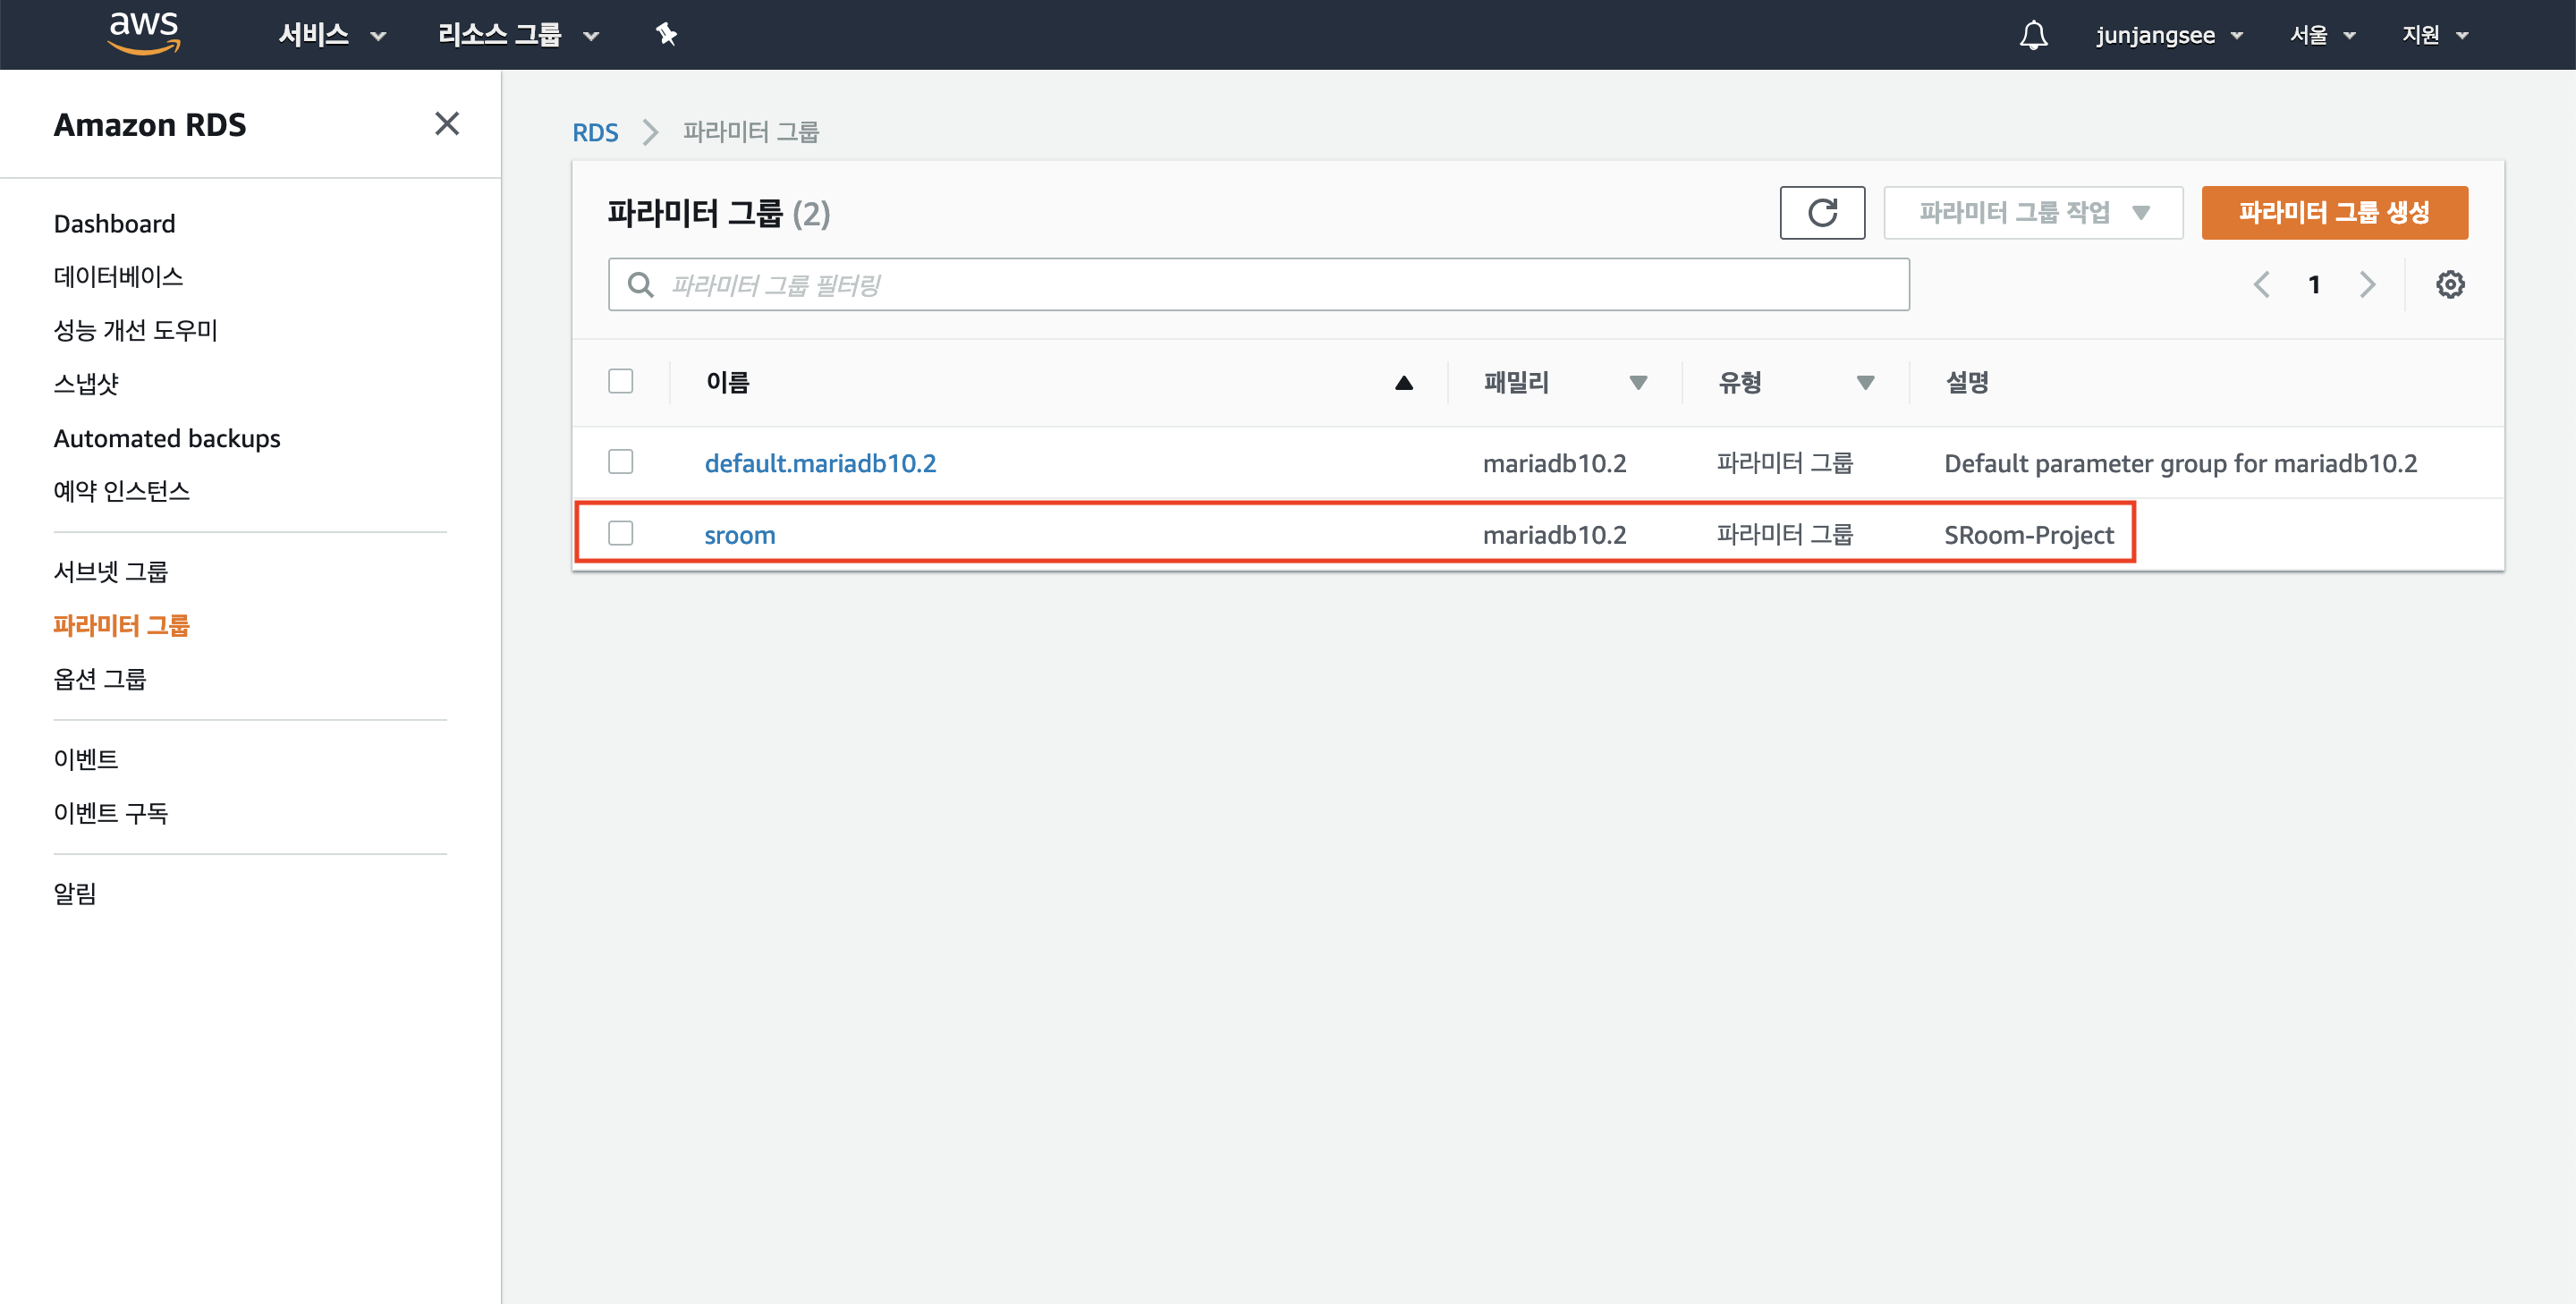 aws 서비스 리소스 그룹 junjangsee 서울 지원
Amazon RDS
Dashboard
데이터베이스
성능 개선 도우미
스냅샷
Automated backups
예약 인스턴스
서브넷 그룹
파라미터 그룹
옵션 그룹
이벤트
이벤트 구독
알림
RDS 파라미터 그룹
파라미터 그룹 (2) 파라미터 그룹 작업 파라미터 그룹 생성
파라미터 그룹 필터링 1
이름 패밀리 유형 설명
default.mariadb10.2 mariadb10.2 파라미터 그룹 Default parameter group for mariadb10.2
sroom mariadb10.2 파라미터 그룹 SRoom-Project